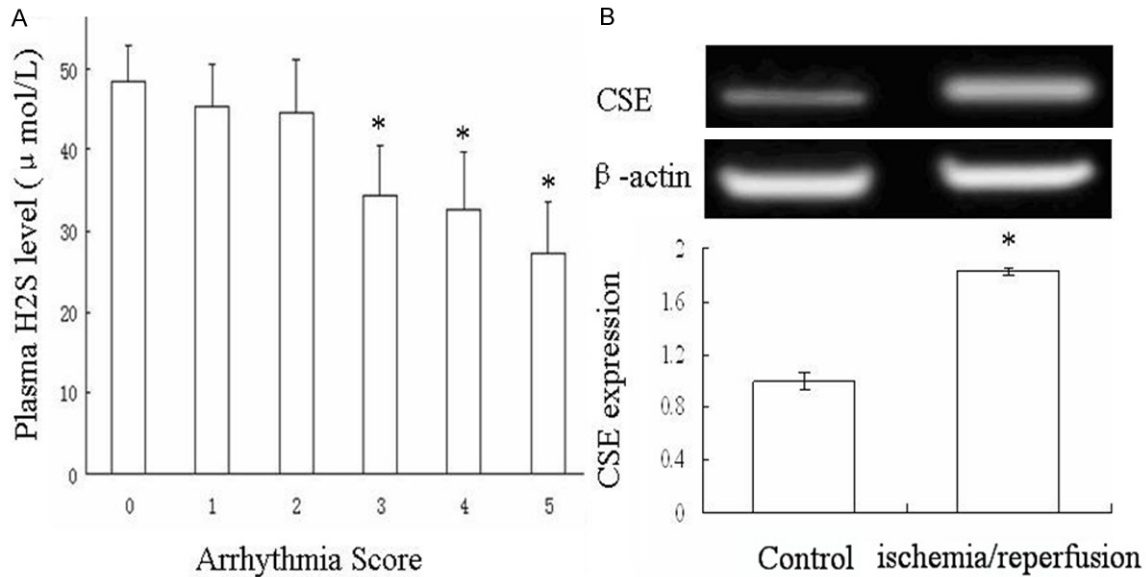 A
Plasma H2S level ( μ mol/L)
50
40
30
20
10
0
*
*
*
0 1 2 3 4 5
Arrhythmia Score
B
CSE
β -actin
CSE expression
2
1.6
1.2
0.8
0.4
0
*
Control ischemia/reperfusion